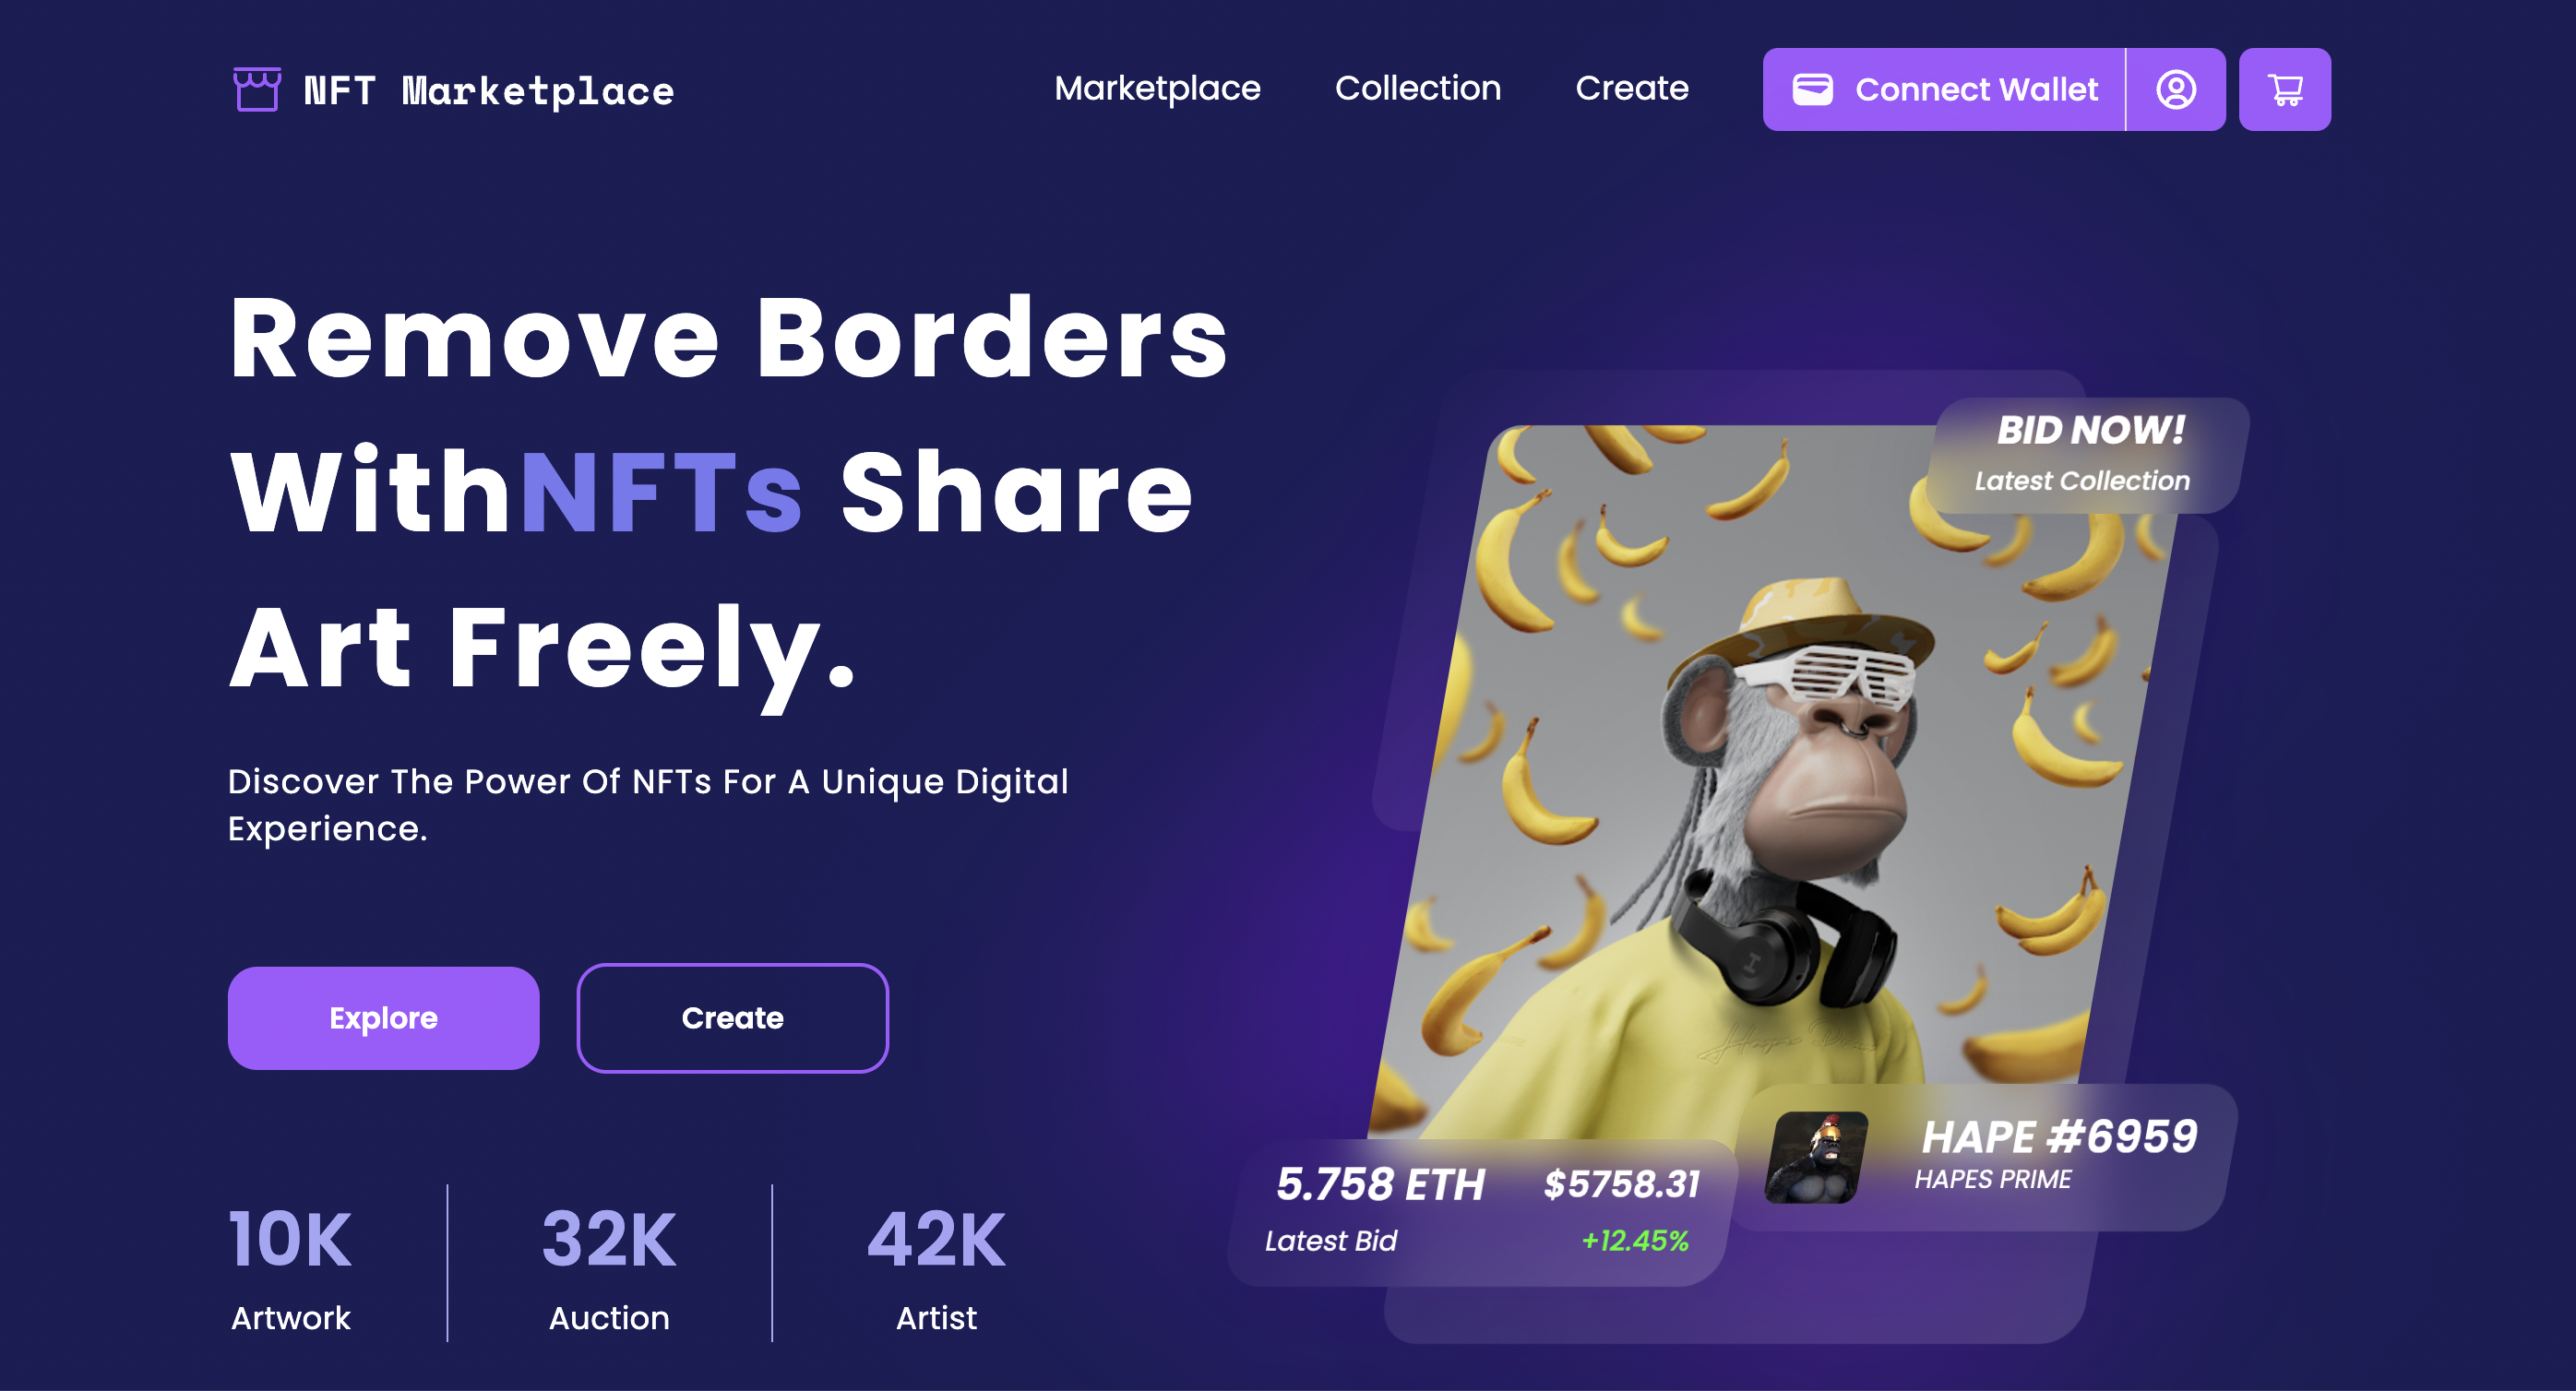 NFT Marketplace
Marketplace Collection Create Connect Wallet
Remove Borders
WithNFTs Share
Art Freely.
Discover The Power Of NFTs For A Unique Digital
Experience.
Explore Create
10K 32K 42K
Artwork Auction Artist
BID NOW!
Latest Collection
HAPE #6959
HAPES PRIME
5.758 ETH $5758.31
Latest Bid +12.45%